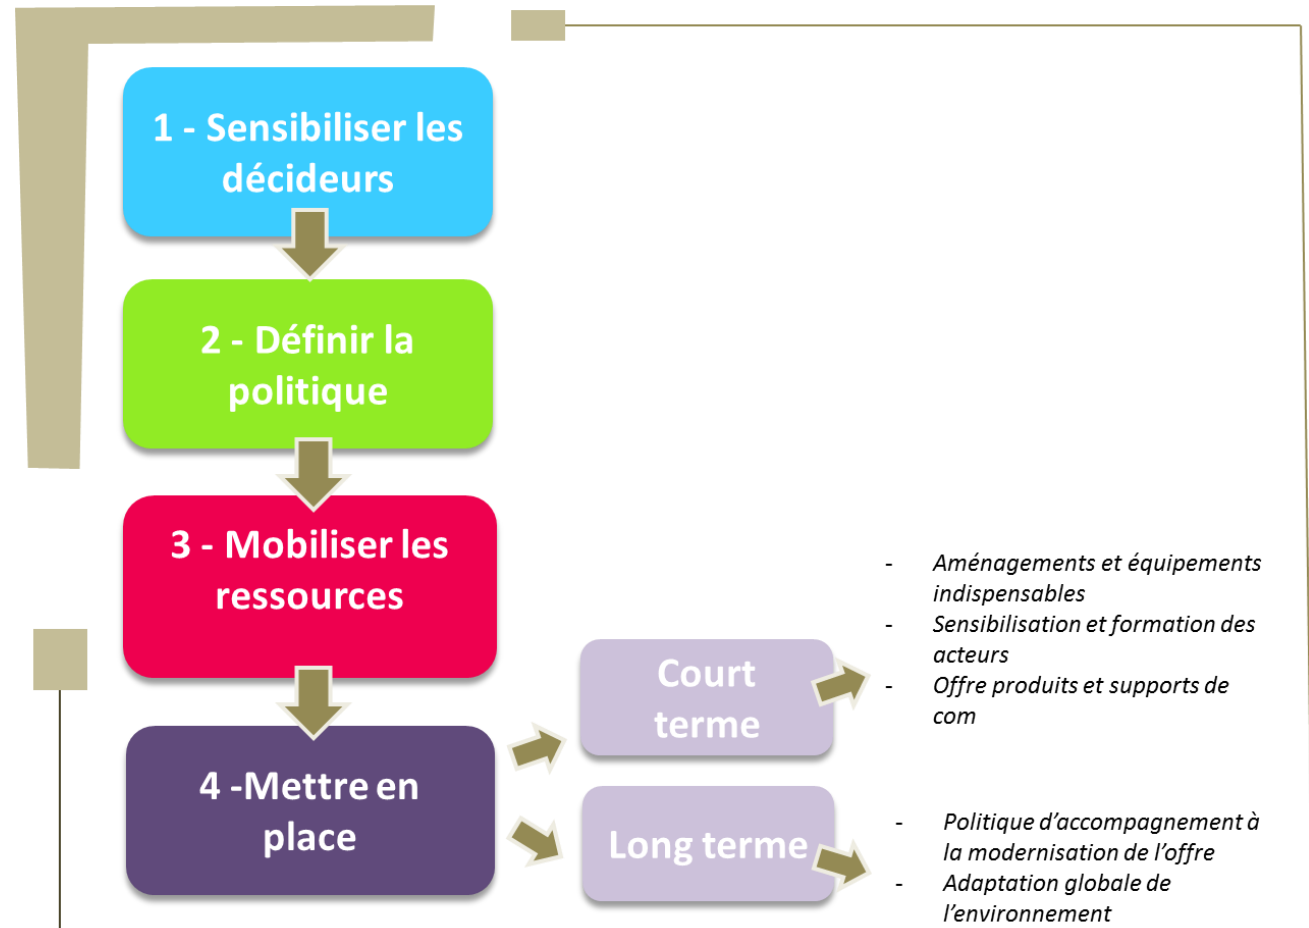 1 - Sensibiliser les
décideurs
2 - Définir la
politique
3 - Mobiliser les
ressources
4 -Mettre en
place
Court
terme
- Aménagements et équipements
indispensables
- Sensibilisation et formation des
acteurs
- Offre produits et supports de
com
Long terme
- Politique d’accompagnement à
la modernisation de l’offre
- Adaptation globale de
l’environnement